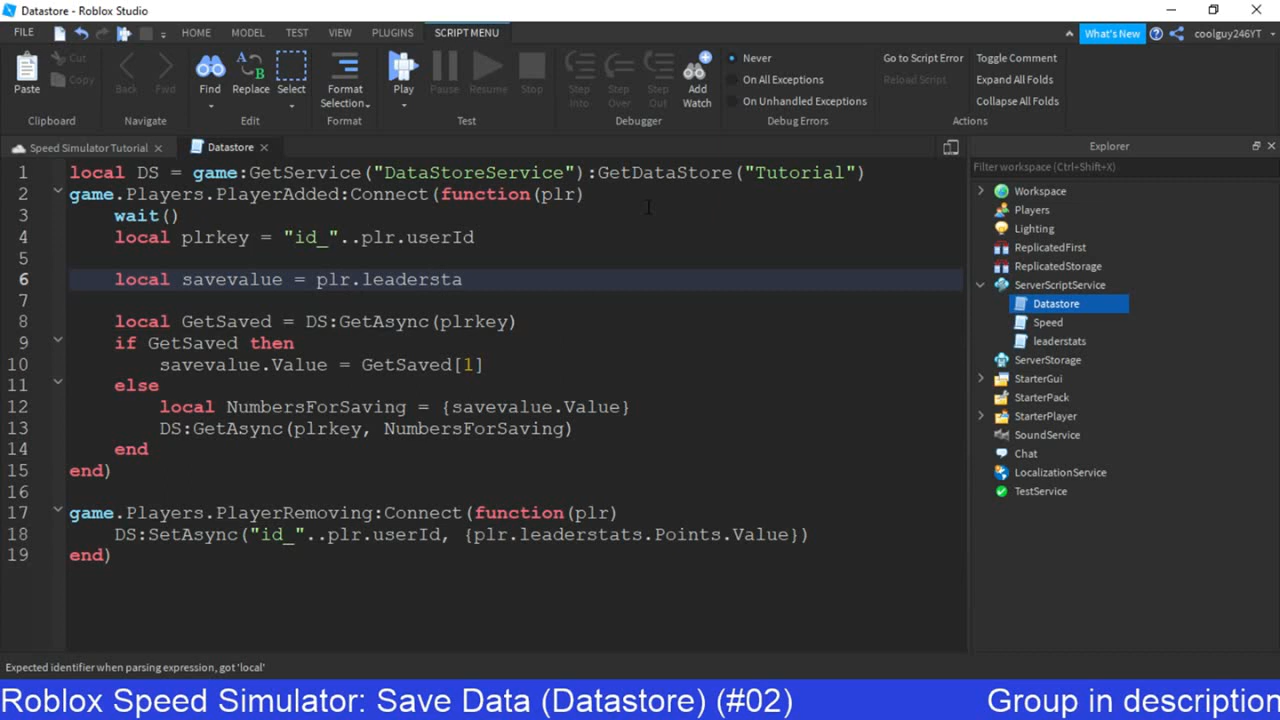 Datastore - Roblox Studio
FILE HOME MODEL TEST VIEW PLUGINS SCRIPT MENU What's New coolguy246YT
Paste Cut Copy Back Fwd Find Replace Select Format Selection Play Pause Resume Stop Step Into Step Over Step Out Add Watch Never On All Exceptions On Unhandled Exceptions Go to Script Error Reload Script Toggle Comment Expand All Folds Collapse All Folds
Clipboard Navigate Edit Format Test Debugger Debug Errors Actions
Speed Simulator Tutorial Datastore
1 local DS = game:GetService("DataStoreService"):GetDataStore("Tutorial")
2 game.Players.PlayerAdded:Connect(function(plr)
3 wait()
4 local plrkey = "id_"..plr.userId
5
6 local savevalue = plr.leadersta
7
8 local GetSaved = DS:GetAsync(plrkey)
9 if GetSaved then
10 savevalue.Value = GetSaved[1]
11 else
12 local NumbersForSaving = {savevalue.Value}
13 DS:GetAsync(plrkey, NumbersForSaving)
14 end
15 end)
16
17 game.Players.PlayerRemoving:Connect(function(plr)
18 DS:SetAsync("id_"..plr.userId, {plr.leaderstats.Points.Value})
19 end)
Explorer
Filter workspace (Ctrl+Shift+X)
Workspace
Players
Lighting
ReplicatedFirst
ReplicatedStorage
ServerScriptService
Datastore
Speed
leaderstats
ServerStorage
StarterGui
StarterPack
StarterPlayer
SoundService
Chat
LocalizationService
TestService
Expected identifier when parsing expression, got 'local'
Roblox Speed Simulator: Save Data (Datastore) (#02) Group in description